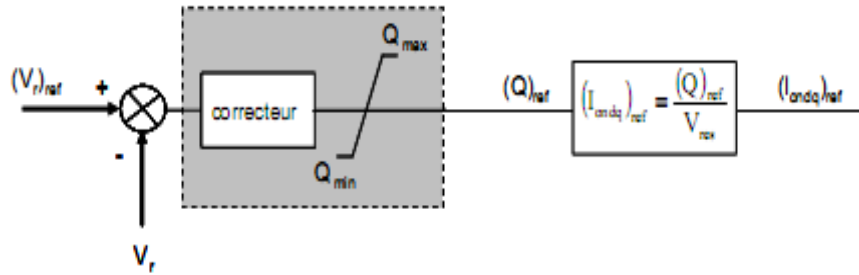 (Vr)ref
+
-
Vr
correcteur
Qmax
Qmin
(Q)ref
(Iondq)ref = (Q)ref / Vres
(Iondq)ref